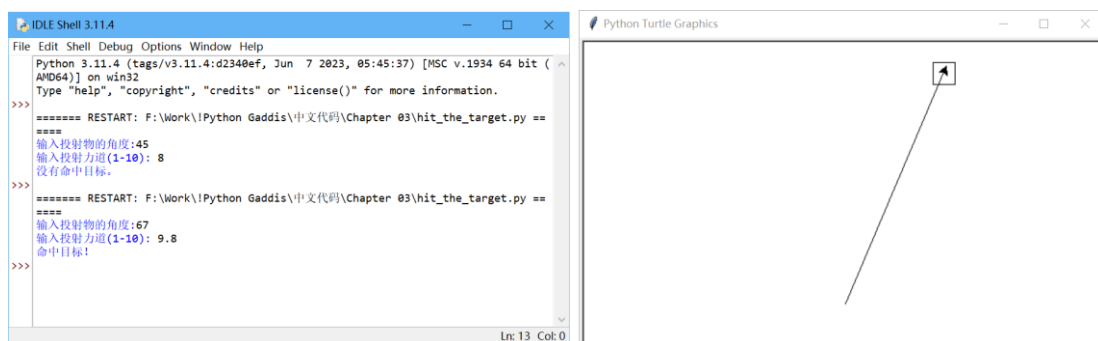 IDLE Shell 3.11.4
File Edit Shell Debug Options Window Help
Python 3.11.4 (tags/v3.11.4:d2340ef, Jun 7 2023, 05:45:37) [MSC v.1934 64 bit (
AMD64)] on win32
Type "help", "copyright", "credits" or "license()" for more information.
>>>
======= RESTART: F:\Work\!Python Gaddis\中文代码\Chapter 03\hit_the_target.py ==
====
输入投射物的角度:45
输入投射力道(1-10): 8
没有命中目标。
>>>
======= RESTART: F:\Work\!Python Gaddis\中文代码\Chapter 03\hit_the_target.py ==
====
输入投射物的角度:67
输入投射力道(1-10): 9.8
命中目标!
>>>
Ln: 13 Col: 0
Python Turtle Graphics